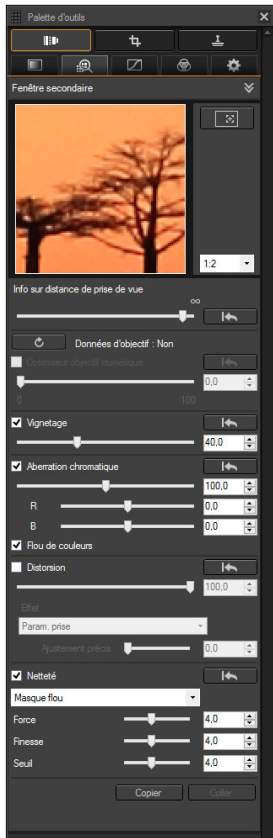 Palette d'outils
Fenêtre secondaire
1:2
Info sur distance de prise de vue
∞
Données d'objectif : Non
Optimiseur objectif numérique
0,0
0 100
Vignetage
40,0
Aberration chromatique
100,0
R 0,0
B 0,0
Flou de couleurs
Distorsion
100,0
Effet
Param. prise
Ajustement précis 0,0
Netteté
Masque flou
Force 4,0
Finesse 4,0
Seuil 4,0
Copier Coller